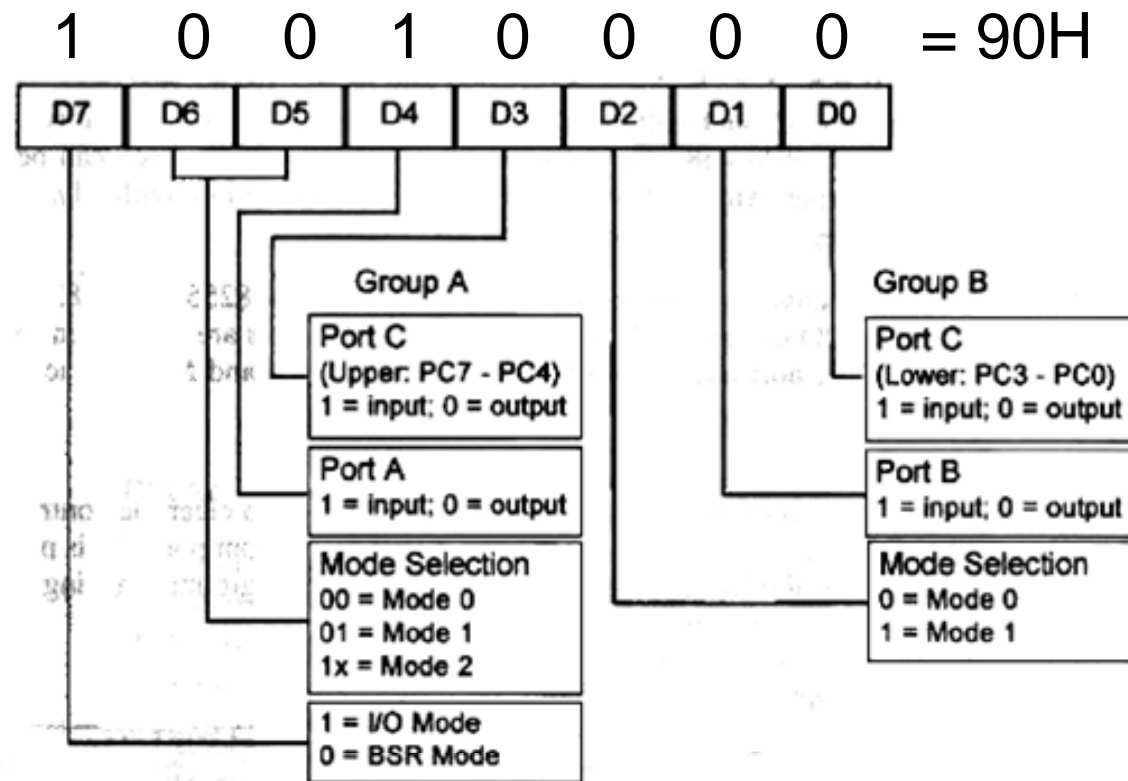 1 0 0 1 0 0 0 0 = 90H
D7 D6 D5 D4 D3 D2 D1 D0
Group A
Port C
(Upper: PC7 - PC4)
1 = input; 0 = output
Port A
1 = input; 0 = output
Mode Selection
00 = Mode 0
01 = Mode 1
1x = Mode 2
1 = I/O Mode
0 = BSR Mode
Group B
Port C
(Lower: PC3 - PC0)
1 = input; 0 = output
Port B
1 = input; 0 = output
Mode Selection
0 = Mode 0
1 = Mode 1